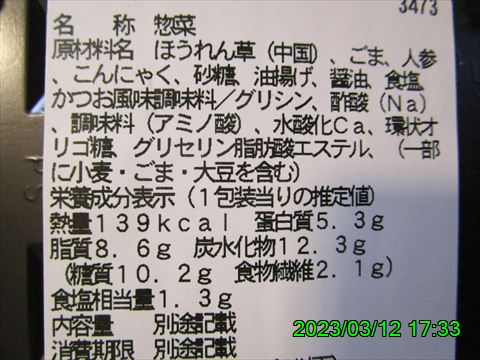 3473
名　称　惣菜
原材料名　ほうれん草（中国）、ごま、人参
、こんにゃく、砂糖、油揚げ、醤油、食塩、
かつお風味調味料／グリシン、酢酸（Ｎａ）
、調味料（アミノ酸）、水酸化Ｃａ、環状オ
リゴ糖、グリセリン脂肪酸エステル、（一部
に小麦・ごま・大豆を含む）
栄養成分表示（１包装当りの推定値）
熱量１３９ｋｃａｌ　蛋白質５．３ｇ
脂質８．６ｇ　炭水化物１２．３ｇ
（糖質１０．２ｇ　食物繊維２．１ｇ）
食塩相当量１．３ｇ
内容量　別途記載
消費期限　別途記載
2023/03/12 17:33